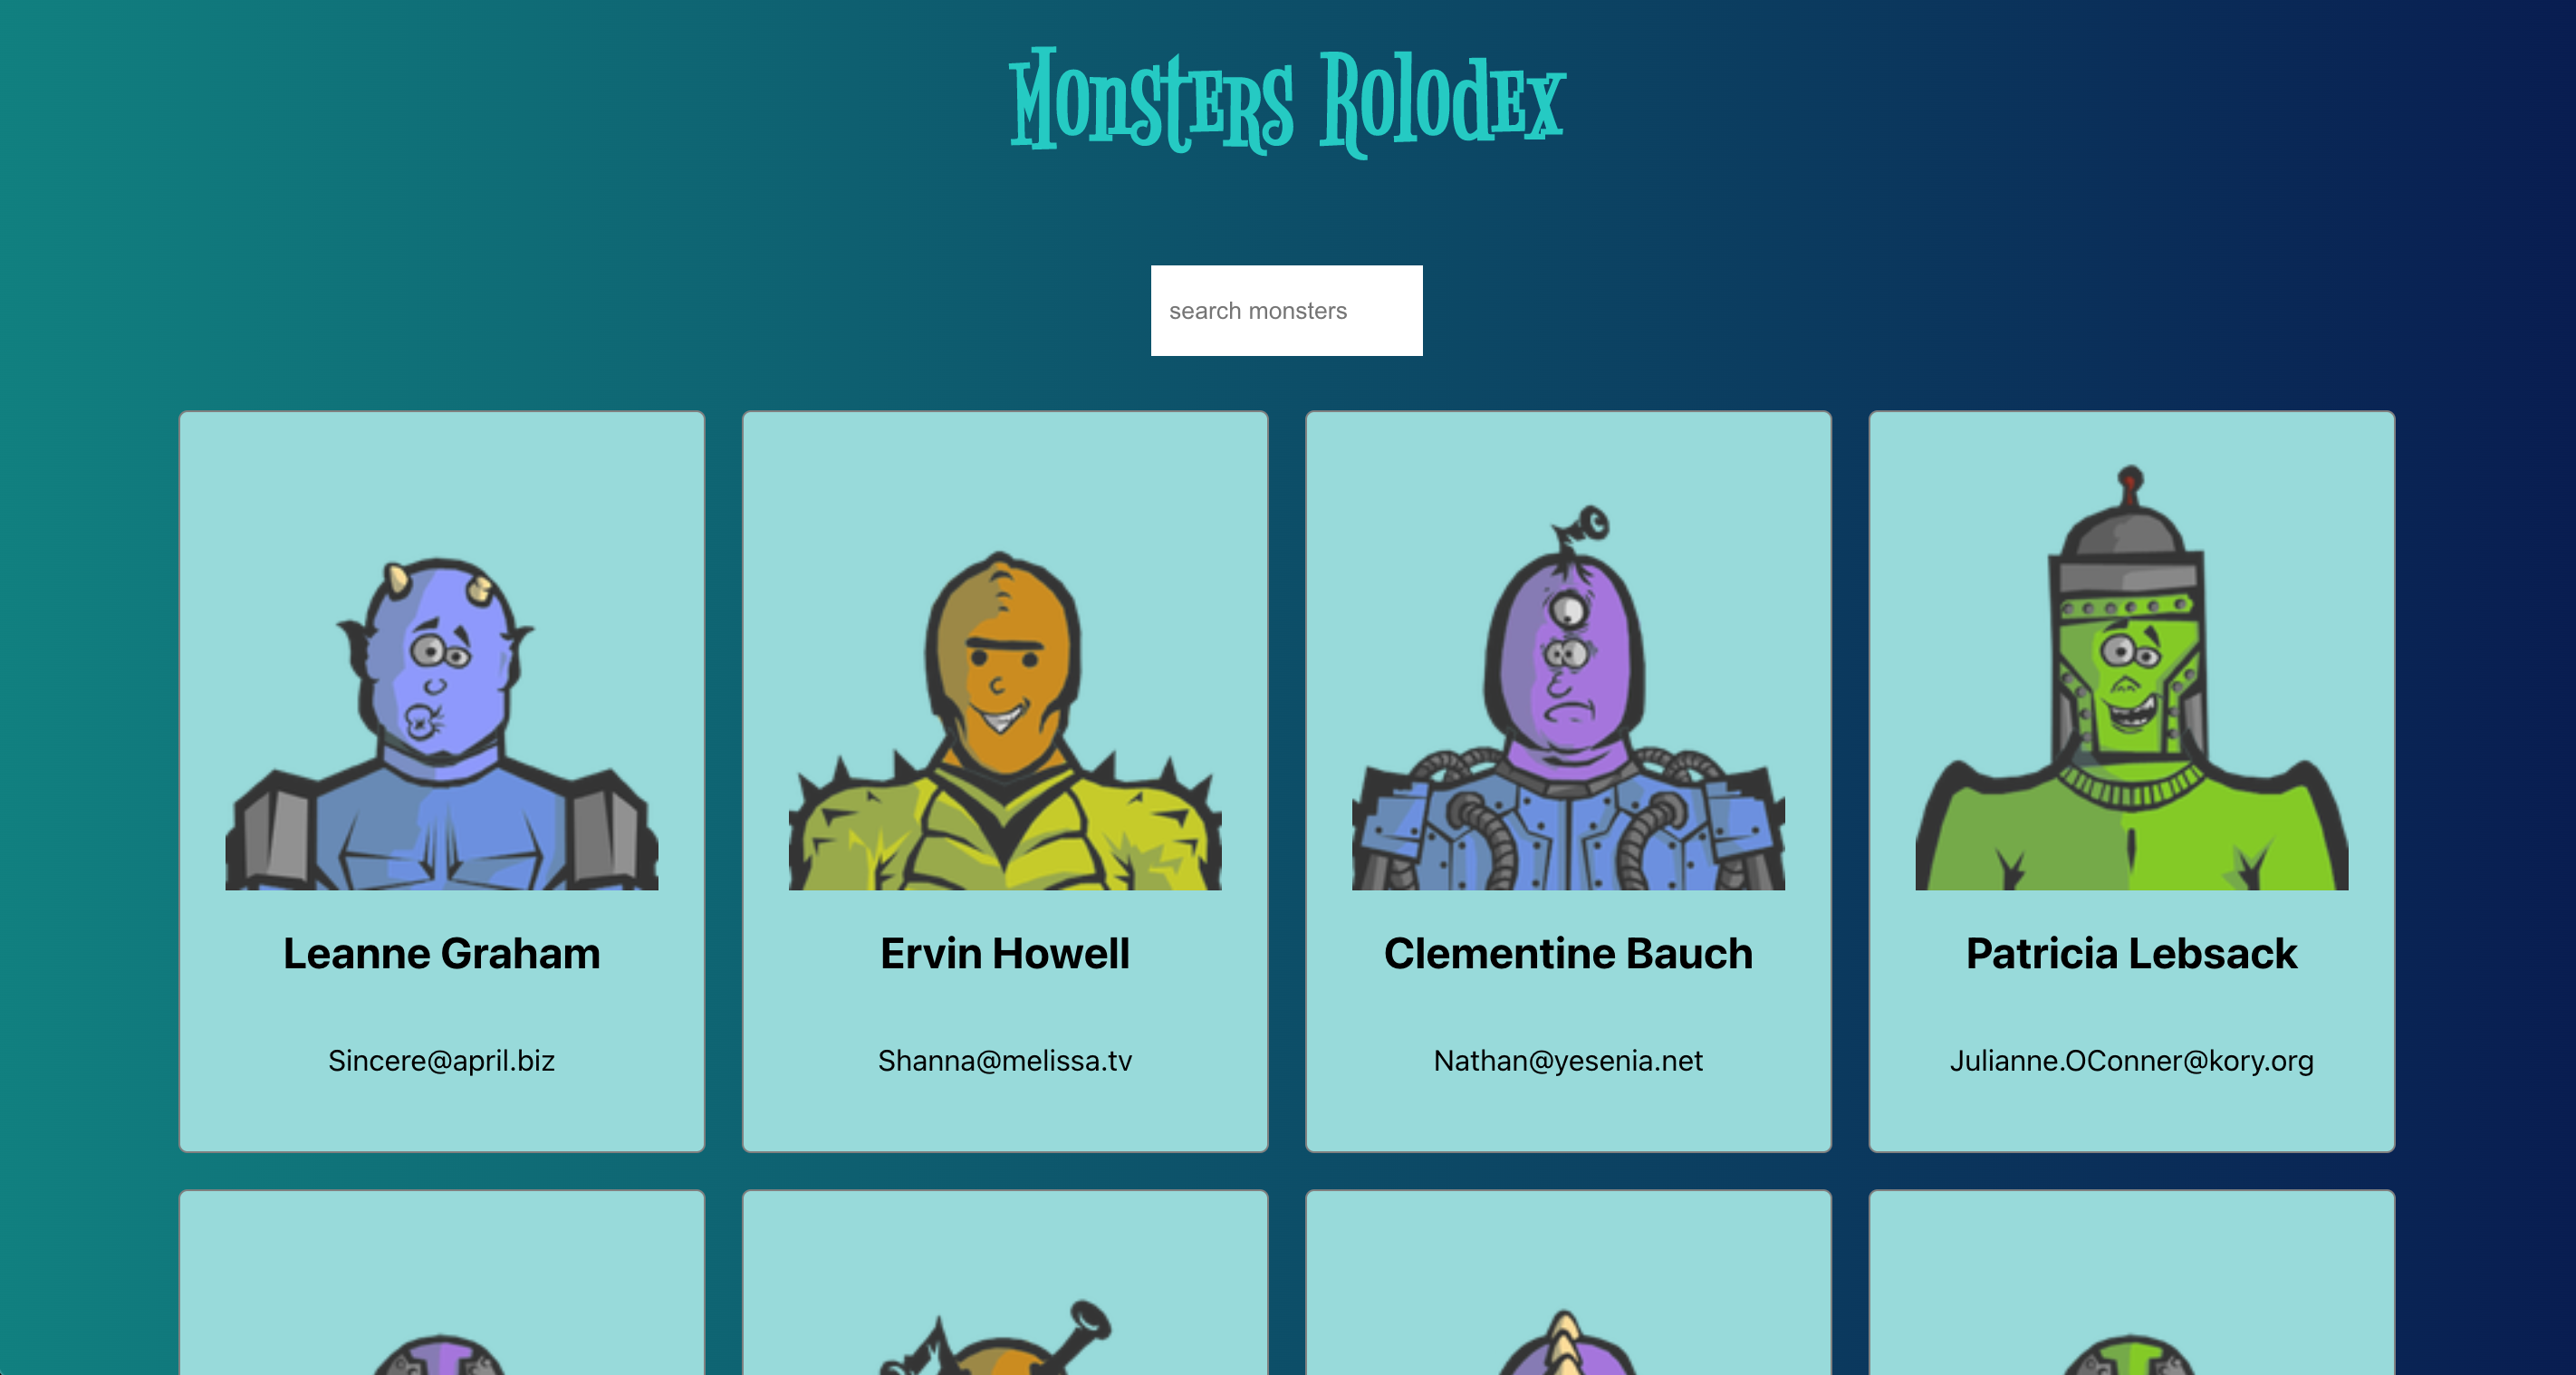 Monsters Rolodex
search monsters
Leanne Graham
Ervin Howell
Clementine Bauch
Patricia Lebsack
Sincere@april.biz
Shanna@melissa.tv
Nathan@yesenia.net
Julianne.OConner@kory.org